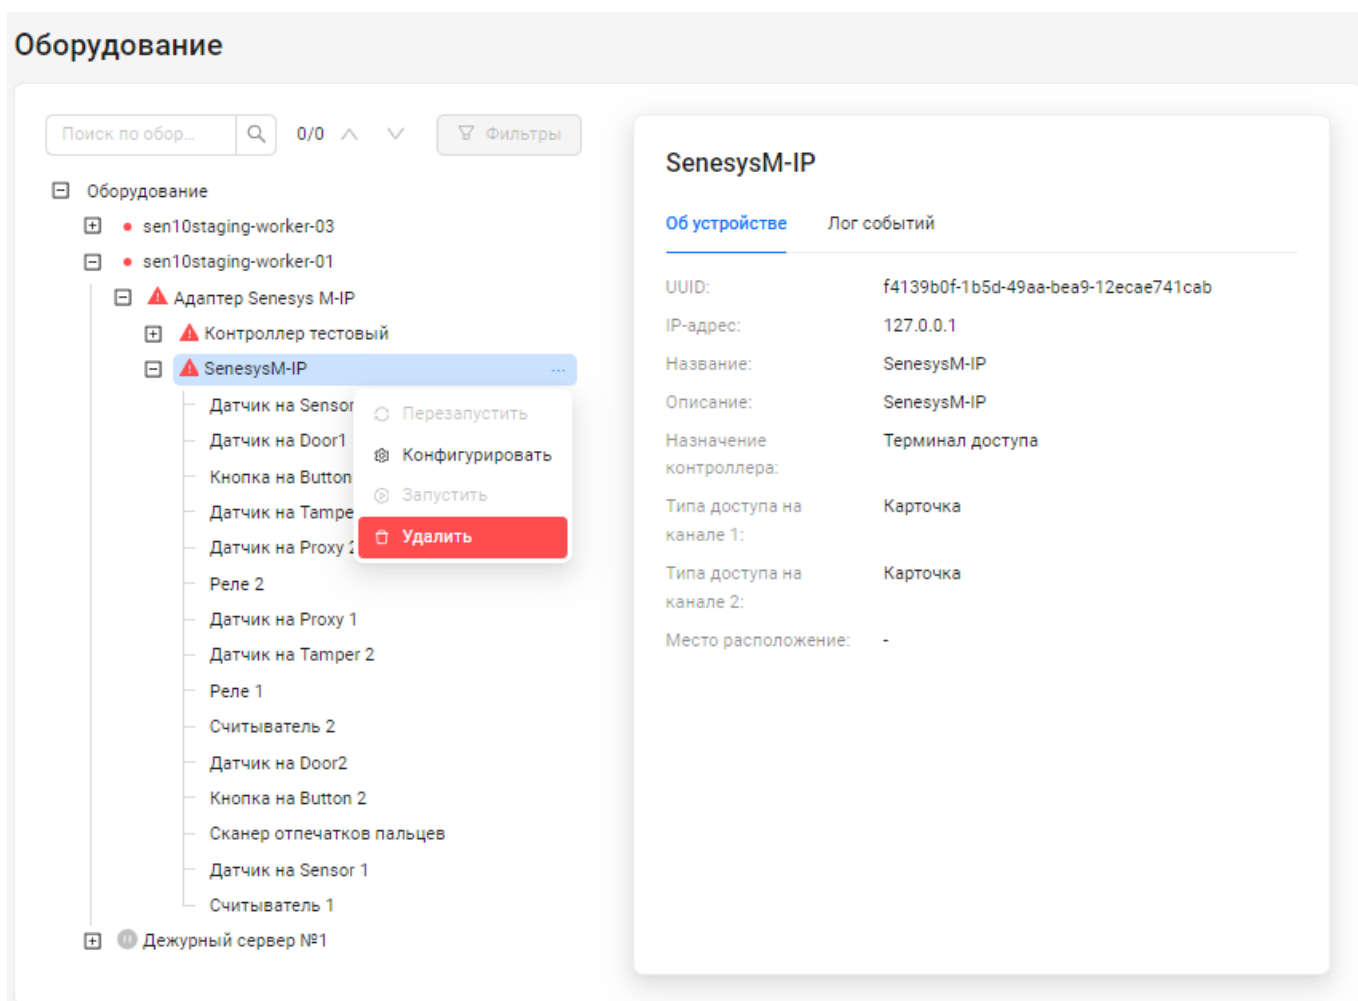 Оборудование
Поиск по обор...
0/0
Фильтры
Оборудование
sen10staging-worker-03
sen10staging-worker-01
Адаптер Senesys M-IP
Контроллер тестовый
SenesysM-IP
Датчик на Sensor
Датчик на Door1
Кнопка на Button
Датчик на Tampe
Датчик на Proxy 2
Реле 2
Датчик на Proxy 1
Датчик на Tamper 2
Реле 1
Считыватель 2
Датчик на Door2
Кнопка на Button 2
Сканер отпечатков пальцев
Датчик на Sensor 1
Считыватель 1
Дежурный сервер №1
Перезапустить
Конфигурировать
Запустить
Удалить
SenesysM-IP
Об устройстве
Лог событий
UUID: f4139b0f-1b5d-49aa-bea9-12ecae741cab
IP-адрес: 127.0.0.1
Название: SenesysM-IP
Описание: SenesysM-IP
Назначение Терминал доступа
контроллера:
Типа доступа на Карточка
канале 1:
Типа доступа на Карточка
канале 2:
Место расположение: -